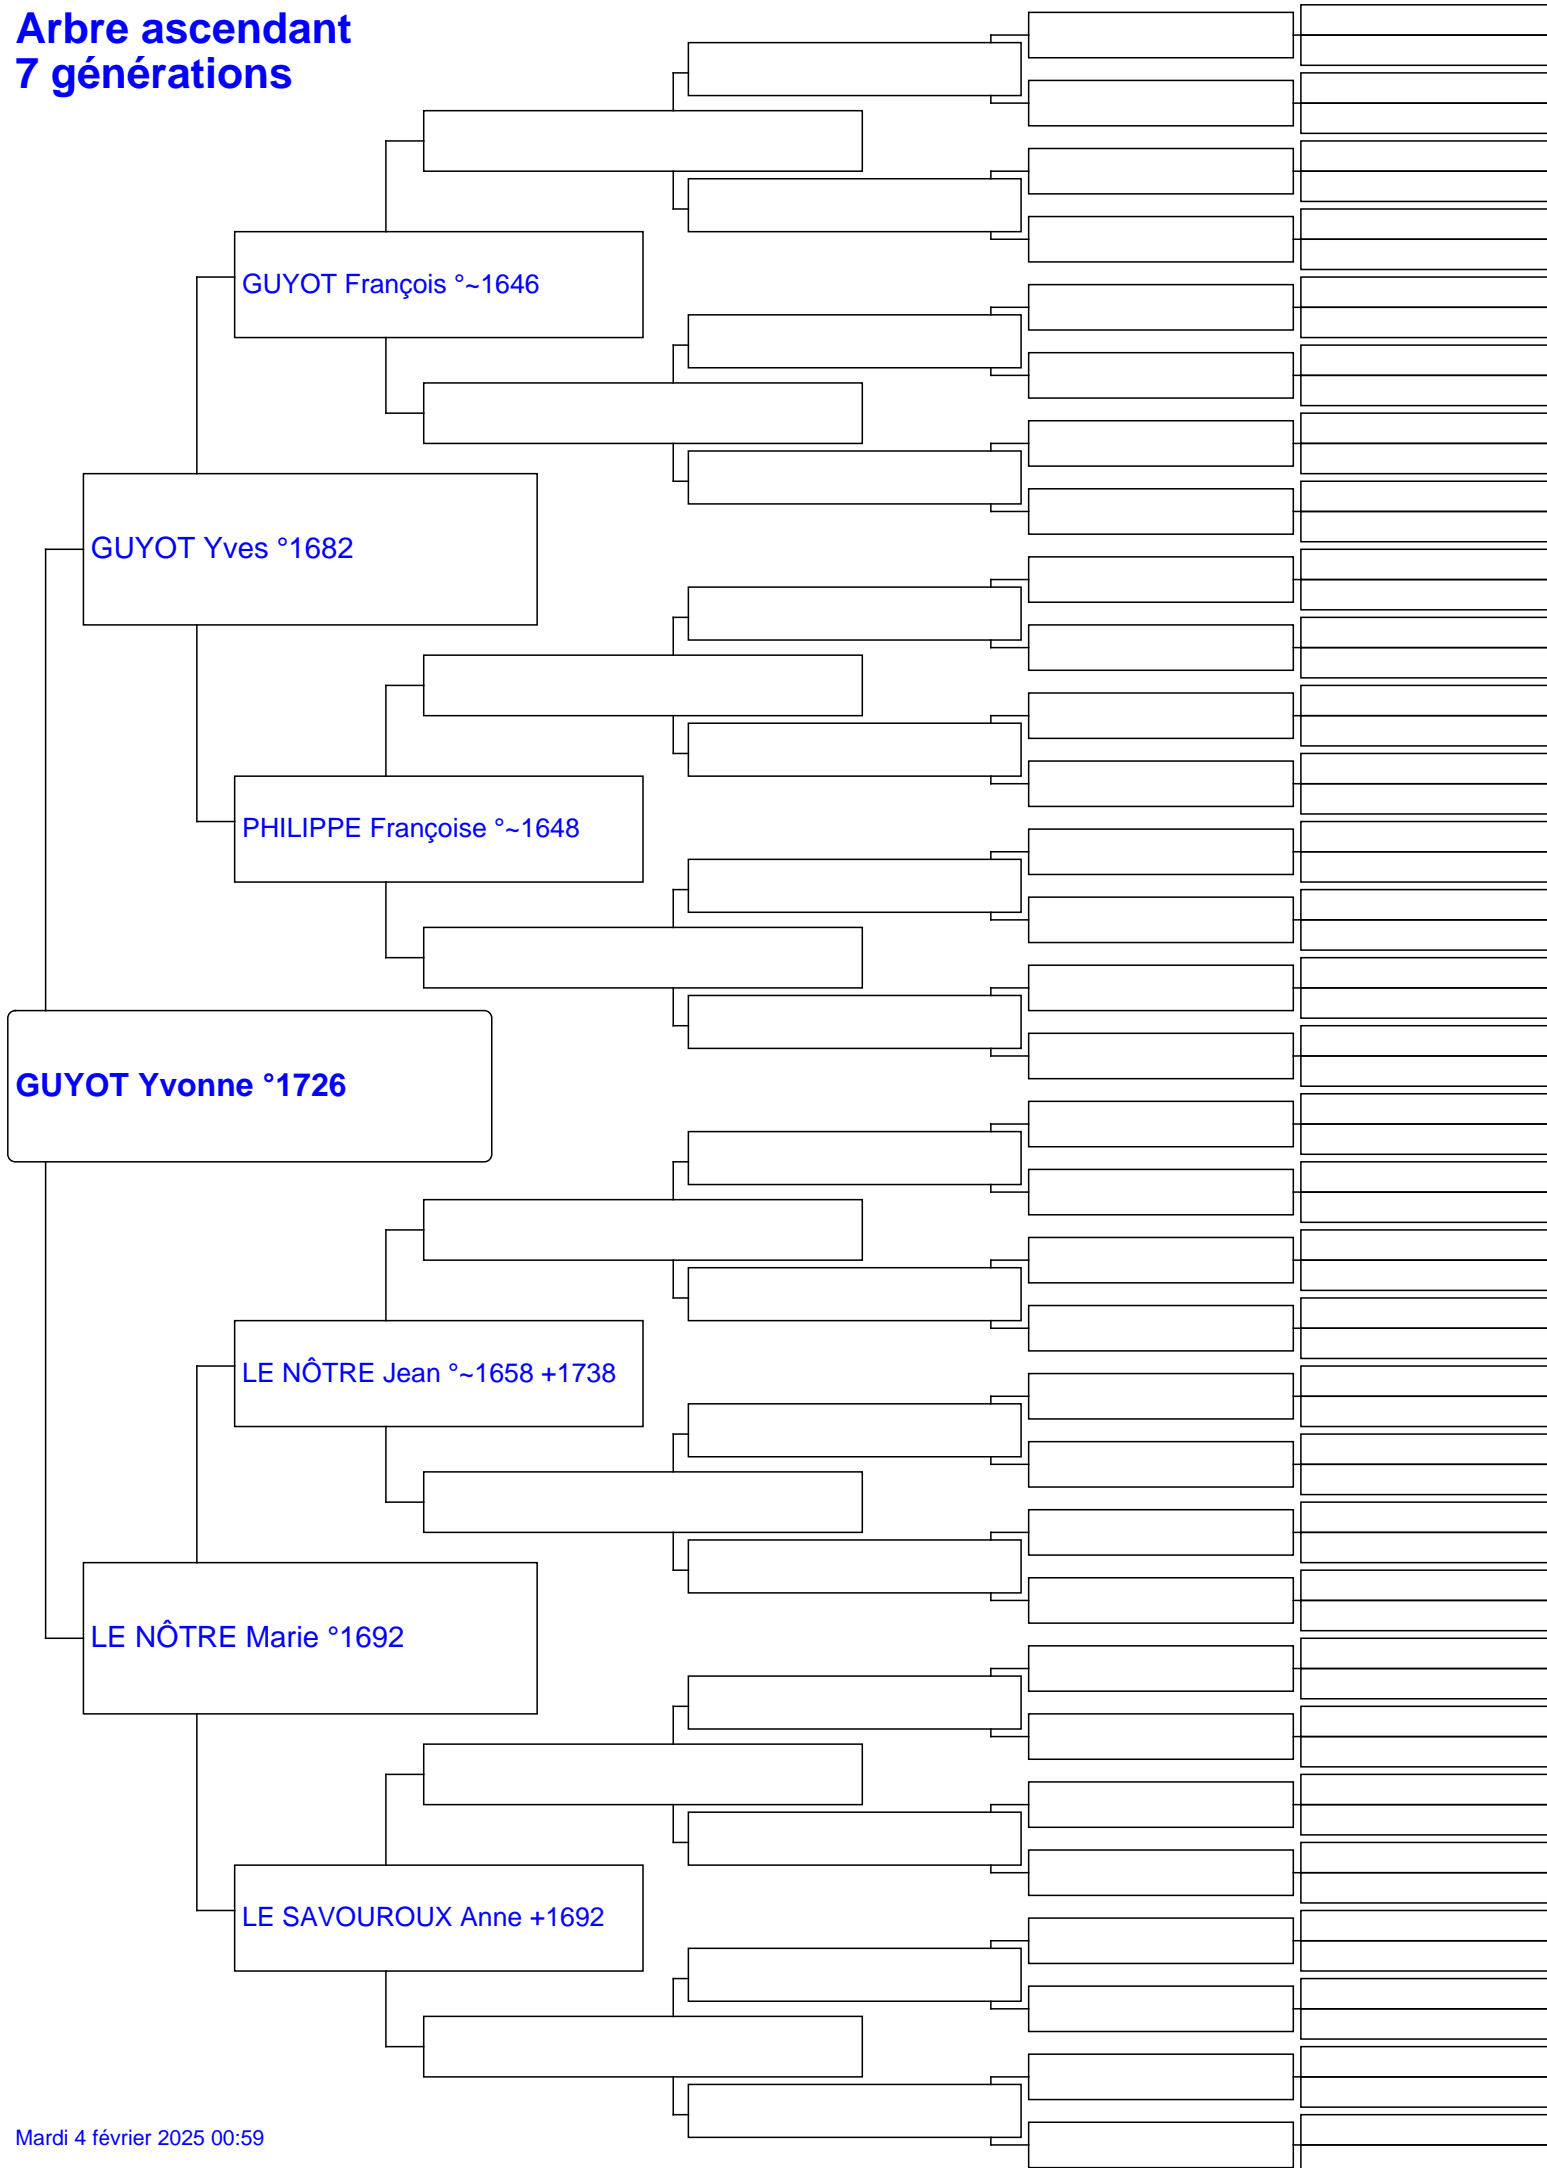 Arbre ascendant
7 générations
GUYOT François °~1646
GUYOT Yves °1682
PHILIPPE Françoise °~1648
GUYOT Yvonne °1726
LE NÔTRE Jean °~1658 +1738
LE NÔTRE Marie °1692
LE SAVOUROUX Anne +1692
Mardi 4 février 2025 00:59